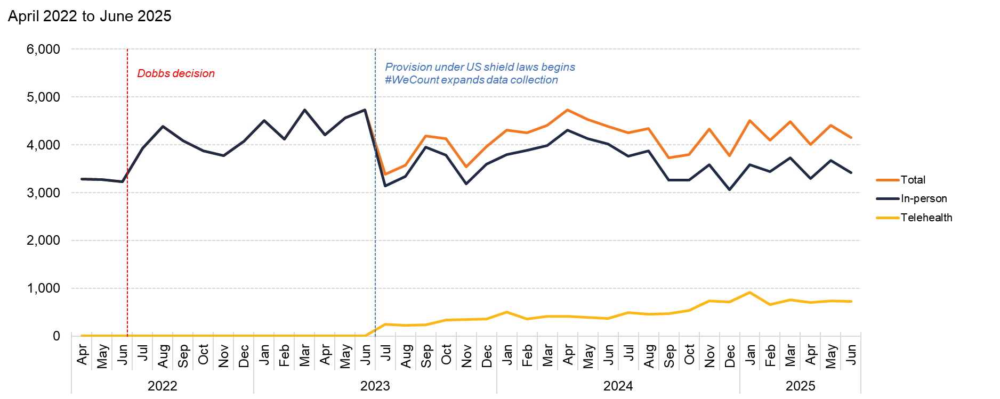 April 2022 to June 2025
6,000
Dobbs decision
Provision under US shield laws begins
#WeCount expands data collection
5,000
4,000
3,000
2,000
1,000
0
Total
In-person
Telehealth
Apr May Jun Jul Aug Sep Oct Nov Dec Jan Feb Mar Apr May Jun Jul Aug Sep Oct Nov Dec Jan Feb Mar Apr May Jun Jul Aug Sep Oct Nov Dec Jan Feb Mar Apr May Jun
2022 2023 2024 2025